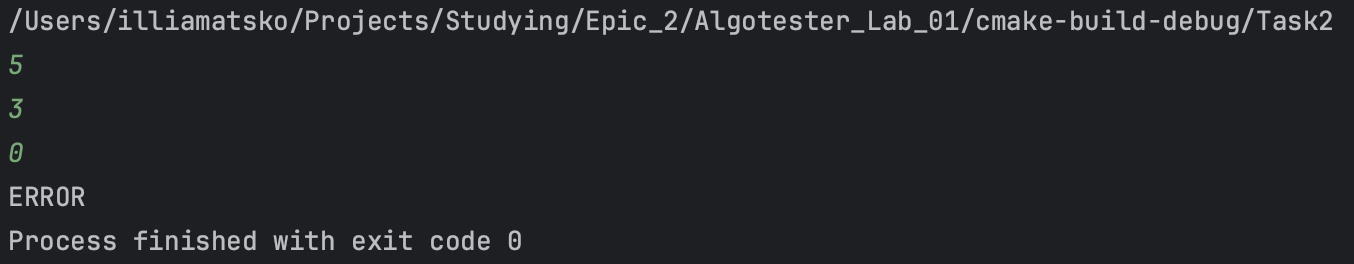 /Users/illiamatsko/Projects/Studying/Epic_2/Algotester_Lab_01/cmake-build-debug/Task2
5
3
0
ERROR
Process finished with exit code 0